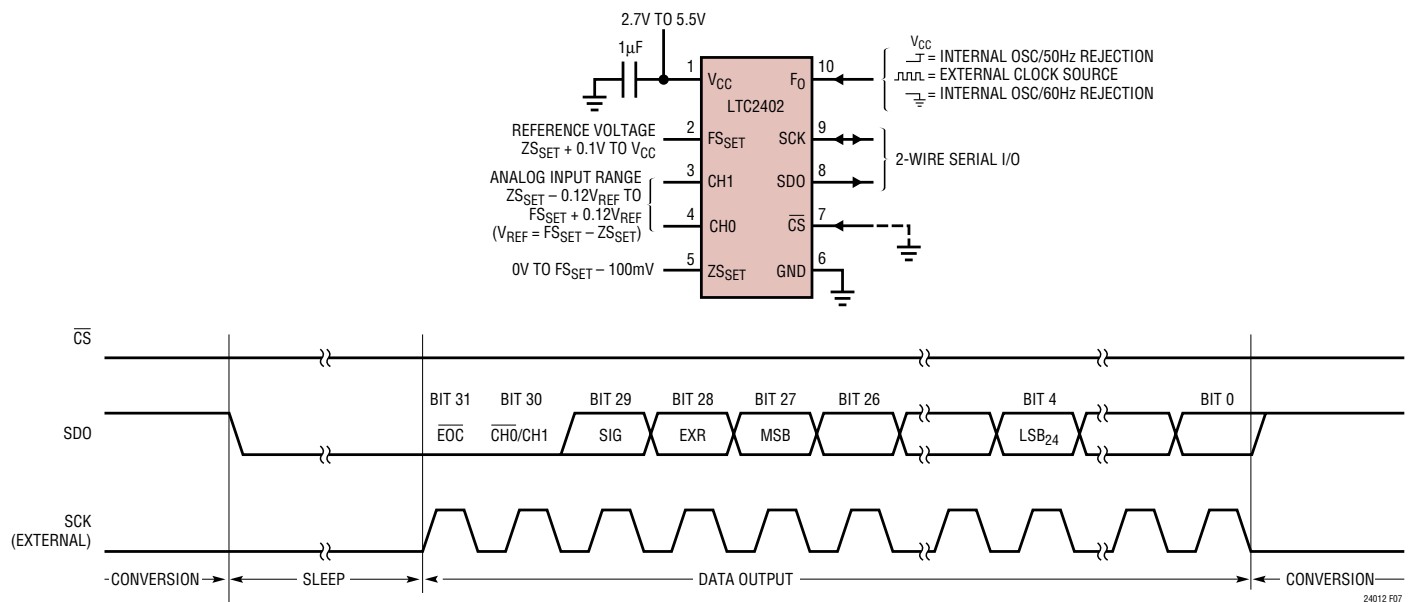 2.7V TO 5.5V
1µF
1
VCC
LTC2402
FO
10
VCC
= INTERNAL OSC/50Hz REJECTION
= EXTERNAL CLOCK SOURCE
= INTERNAL OSC/60Hz REJECTION
REFERENCE VOLTAGE
ZSSET + 0.1V TO VCC
2
FSSET
SCK
9
2-WIRE SERIAL I/O
ANALOG INPUT RANGE
ZSSET – 0.12VREF TO
FSSET + 0.12VREF
(VREF = FSSET – ZSSET)
3
CH1
SDO
8
4
CH0
CS
7
0V TO FSSET – 100mV
5
ZSSET
GND
6
CS
SDO
BIT 31
BIT 30
BIT 29
BIT 28
BIT 27
BIT 26
BIT 4
BIT 0
EOC
CH0/CH1
SIG
EXR
MSB
LSB24
SCK
(EXTERNAL)
CONVERSION
SLEEP
DATA OUTPUT
CONVERSION
24012 F07